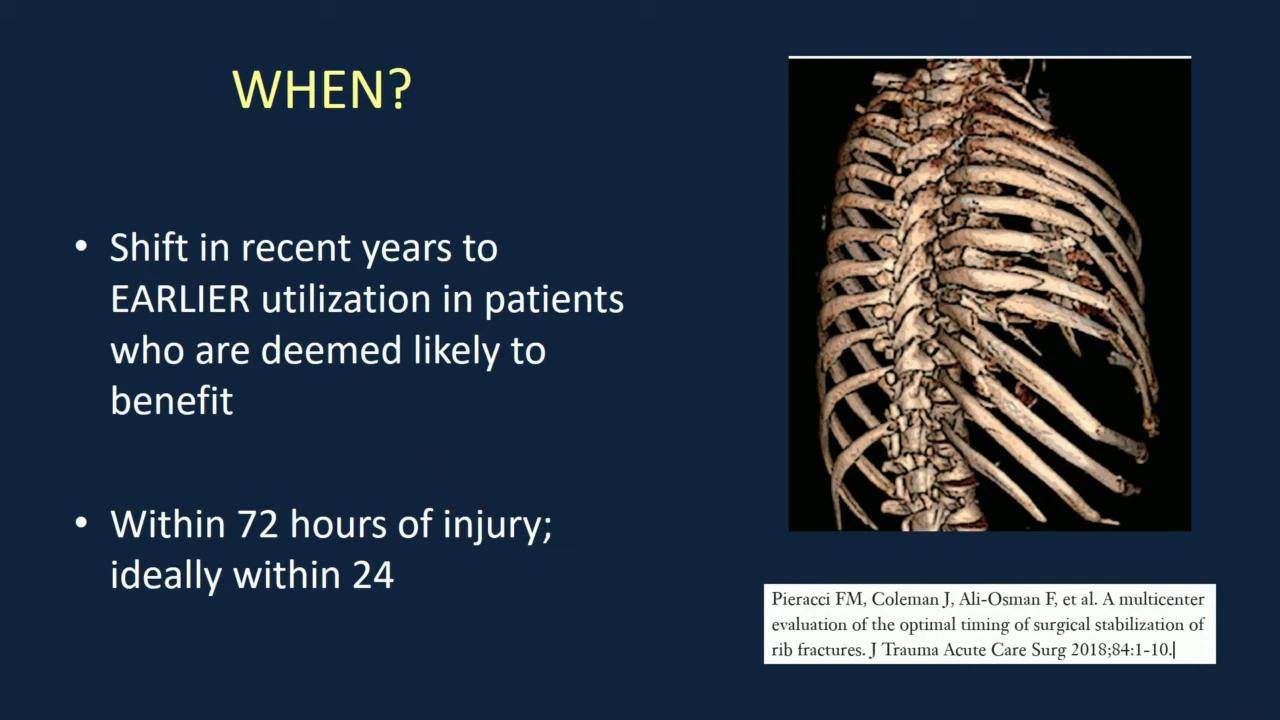 WHEN?
• Shift in recent years to
EARLIER utilization in patients
who are deemed likely to
benefit
• Within 72 hours of injury;
ideally within 24
Pieracci FM, Coleman J, Ali-Osman F, et al. A multicenter
evaluation of the optimal timing of surgical stabilization of
rib fractures. J Trauma Acute Care Surg 2018;84:1-10.